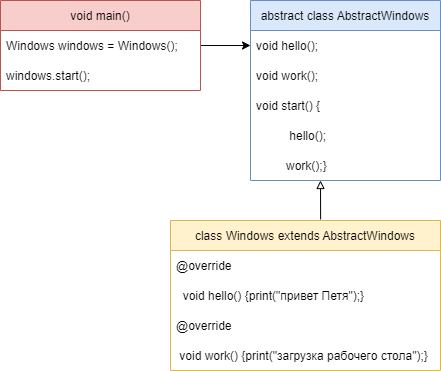 void main()
Windows windows = Windows();
windows.start();
abstract class AbstractWindows
void hello();
void work();
void start() {
hello();
work();}
class Windows extends AbstractWindows
@override
void hello() {print("привет Петя");}
@override
void work() {print("загрузка рабочего стола");}